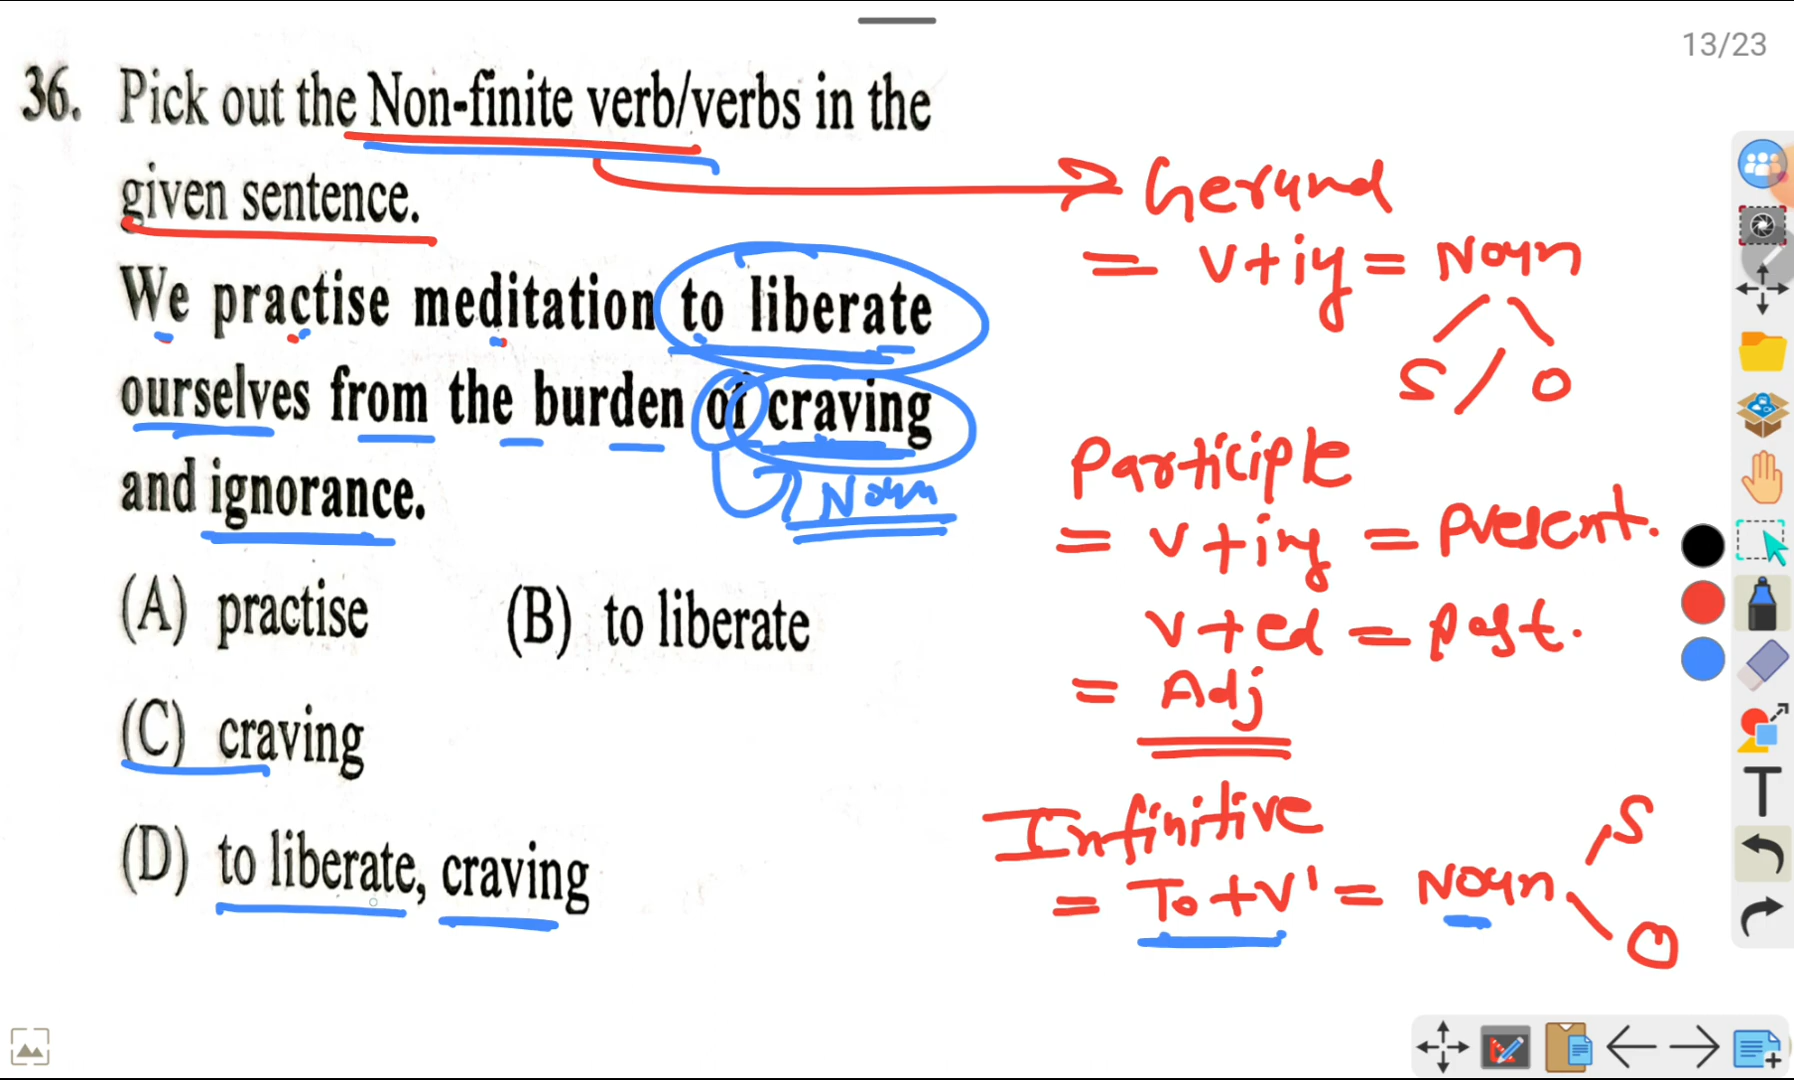 13/23
36. Pick out the Non-finite verb/verbs in the
given sentence.
We practise meditation to liberate
ourselves from the burden of craving
and ignorance.
(A) practise (B) to liberate
(C) craving
(D) to liberate, craving
Noun
Gerund
= V+ing = Noun
S / O
Participle
= V+ing = Present.
V+ed = Past.
= Adj
Infinitive
= To+V' = Noun
S
O
T